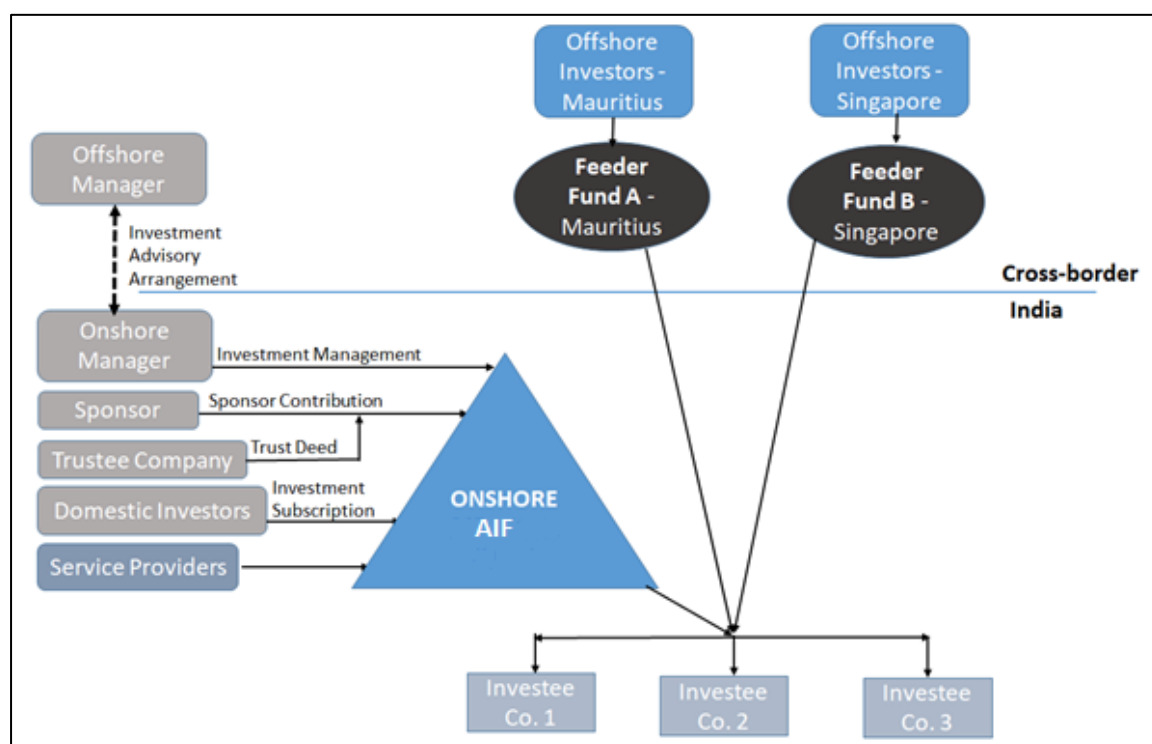 Offshore
Investors -
Mauritius
Offshore
Investors -
Singapore
Offshore
Manager
Feeder
Fund A -
Mauritius
Feeder
Fund B -
Singapore
Investment
Advisory
Arrangement
Cross-border
India
Onshore
Manager
Investment Management
Sponsor
Sponsor Contribution
Trustee Company
Trust Deed
Domestic Investors
Investment
Subscription
ONSHORE
AIF
Service Providers
Investee
Co. 1
Investee
Co. 2
Investee
Co. 3